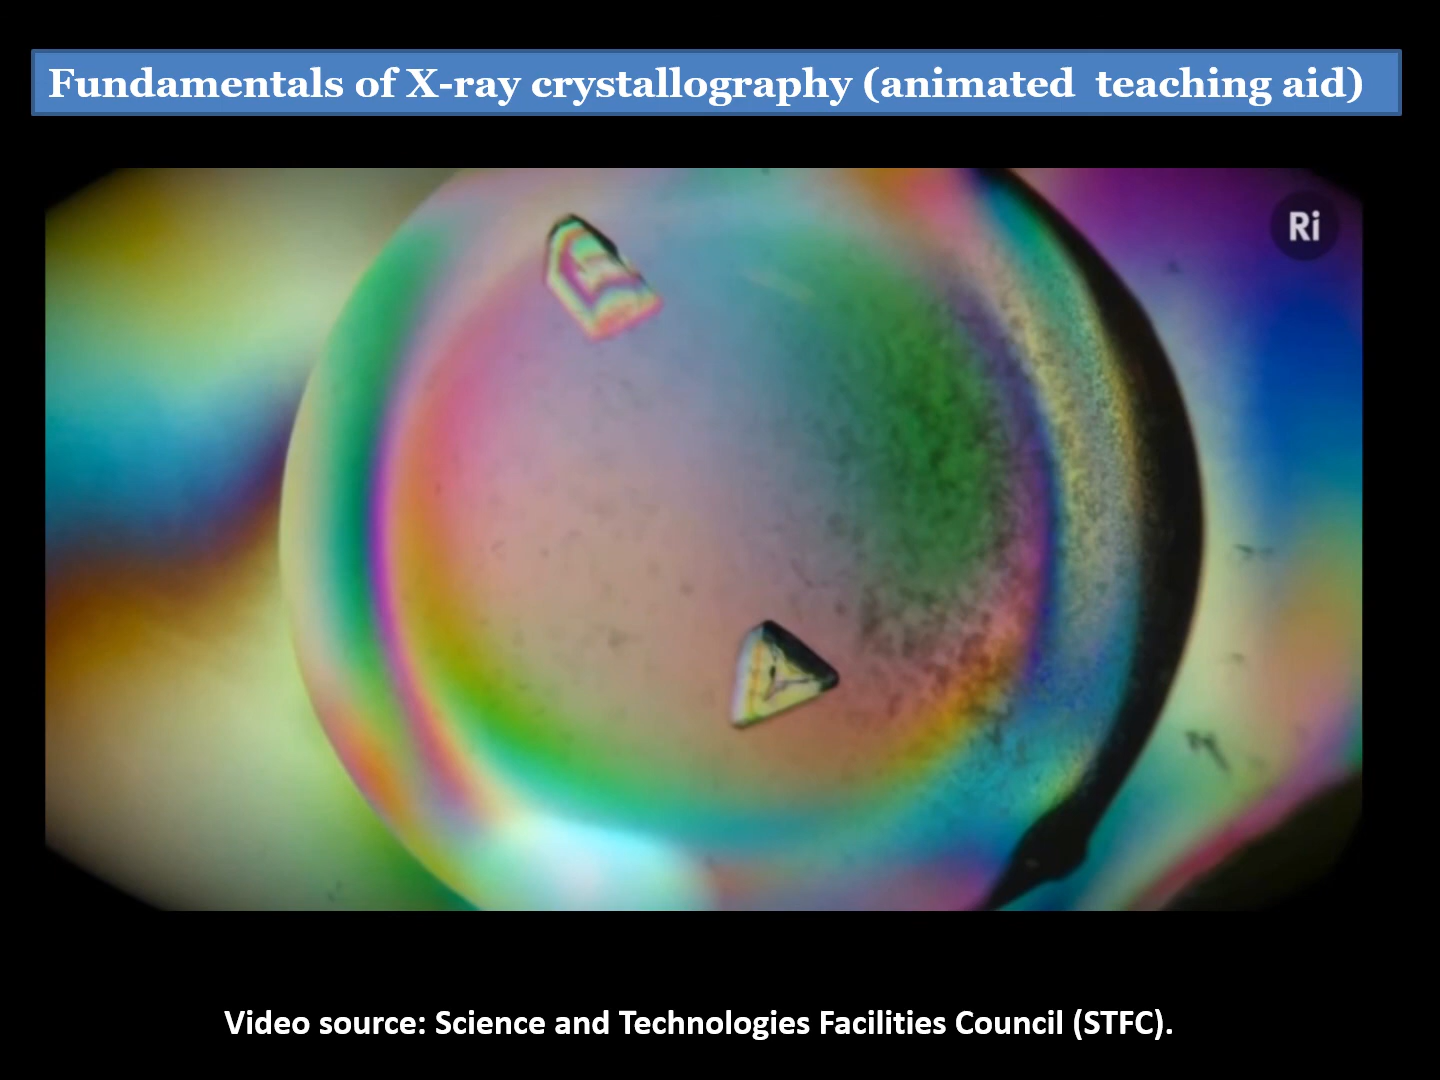 Fundamentals of X-ray crystallography (animated  teaching aid)
Ri
Video source: Science and Technologies Facilities Council (STFC).